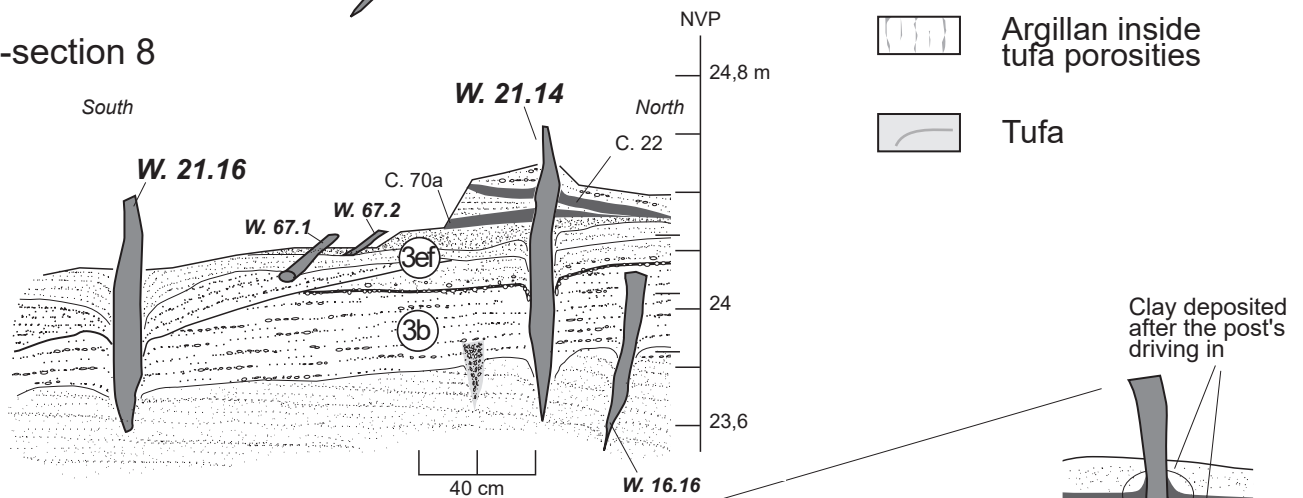 -section 8
NVP
24,8 m
South
W. 21.14
North
C. 22
W. 21.16
C. 70a
W. 67.1
W. 67.2
3ef
24
3b
23,6
40 cm
W. 16.16
Argillan inside
tufa porosities
Tufa
Clay deposited
after the post's
driving in